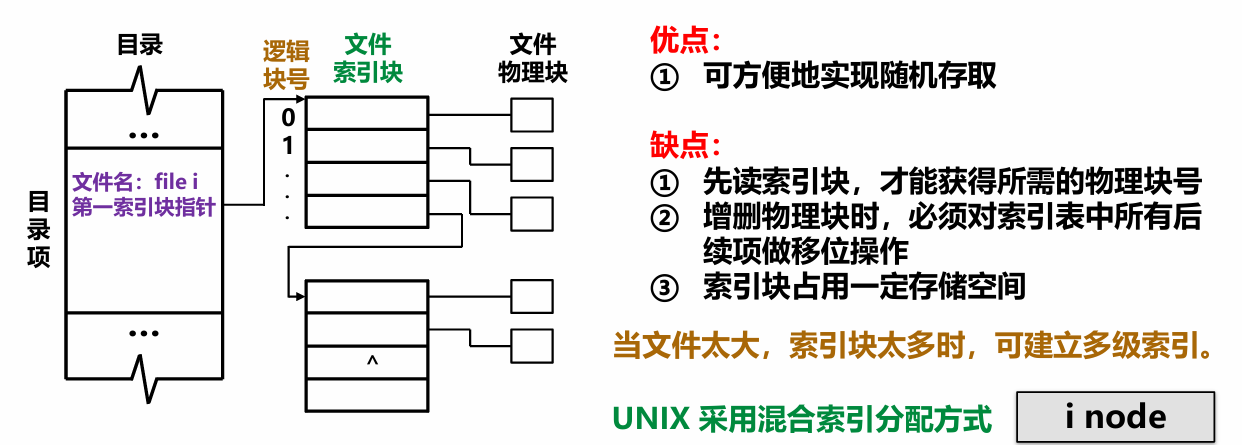 目录
逻辑
块号
文件
索引块
文件
物理块
0
1
.
.
.
...
目
录
项
文件名：file i
第一索引块指针
...
^
优点：
① 可方便地实现随机存取
缺点：
① 先读索引块，才能获得所需的物理块号
② 增删物理块时，必须对索引表中所有后
续项做移位操作
③ 索引块占用一定存储空间
当文件太大，索引块太多时，可建立多级索引。
UNIX 采用混合索引分配方式
i node